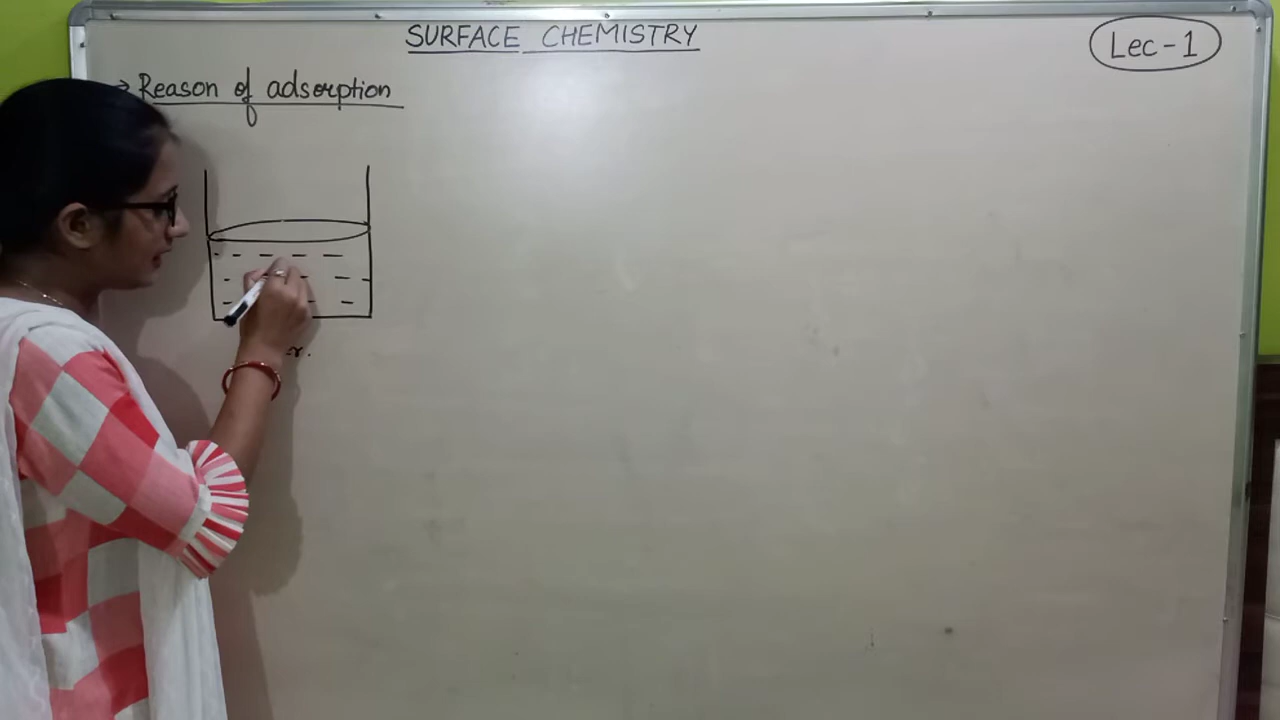 SURFACE CHEMISTRY
Lec-1
→ Reason of adsorption